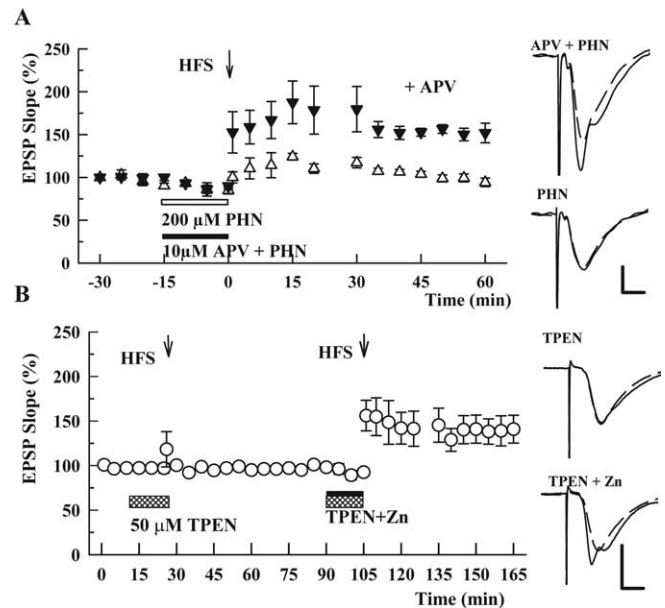 A
HFS
+ APV
EPSP Slope (%)
250
200
150
100
50
0
200 µM PHN
10µM APV + PHN
-30 -15 0 15 30 45 60
Time (min)
APV + PHN
PHN
B
HFS HFS
EPSP Slope (%)
250
200
150
100
50
0
50 µM TPEN
TPEN+Zn
0 15 30 45 60 75 90 105 120 135 150 165
Time (min)
TPEN
TPEN + Zn